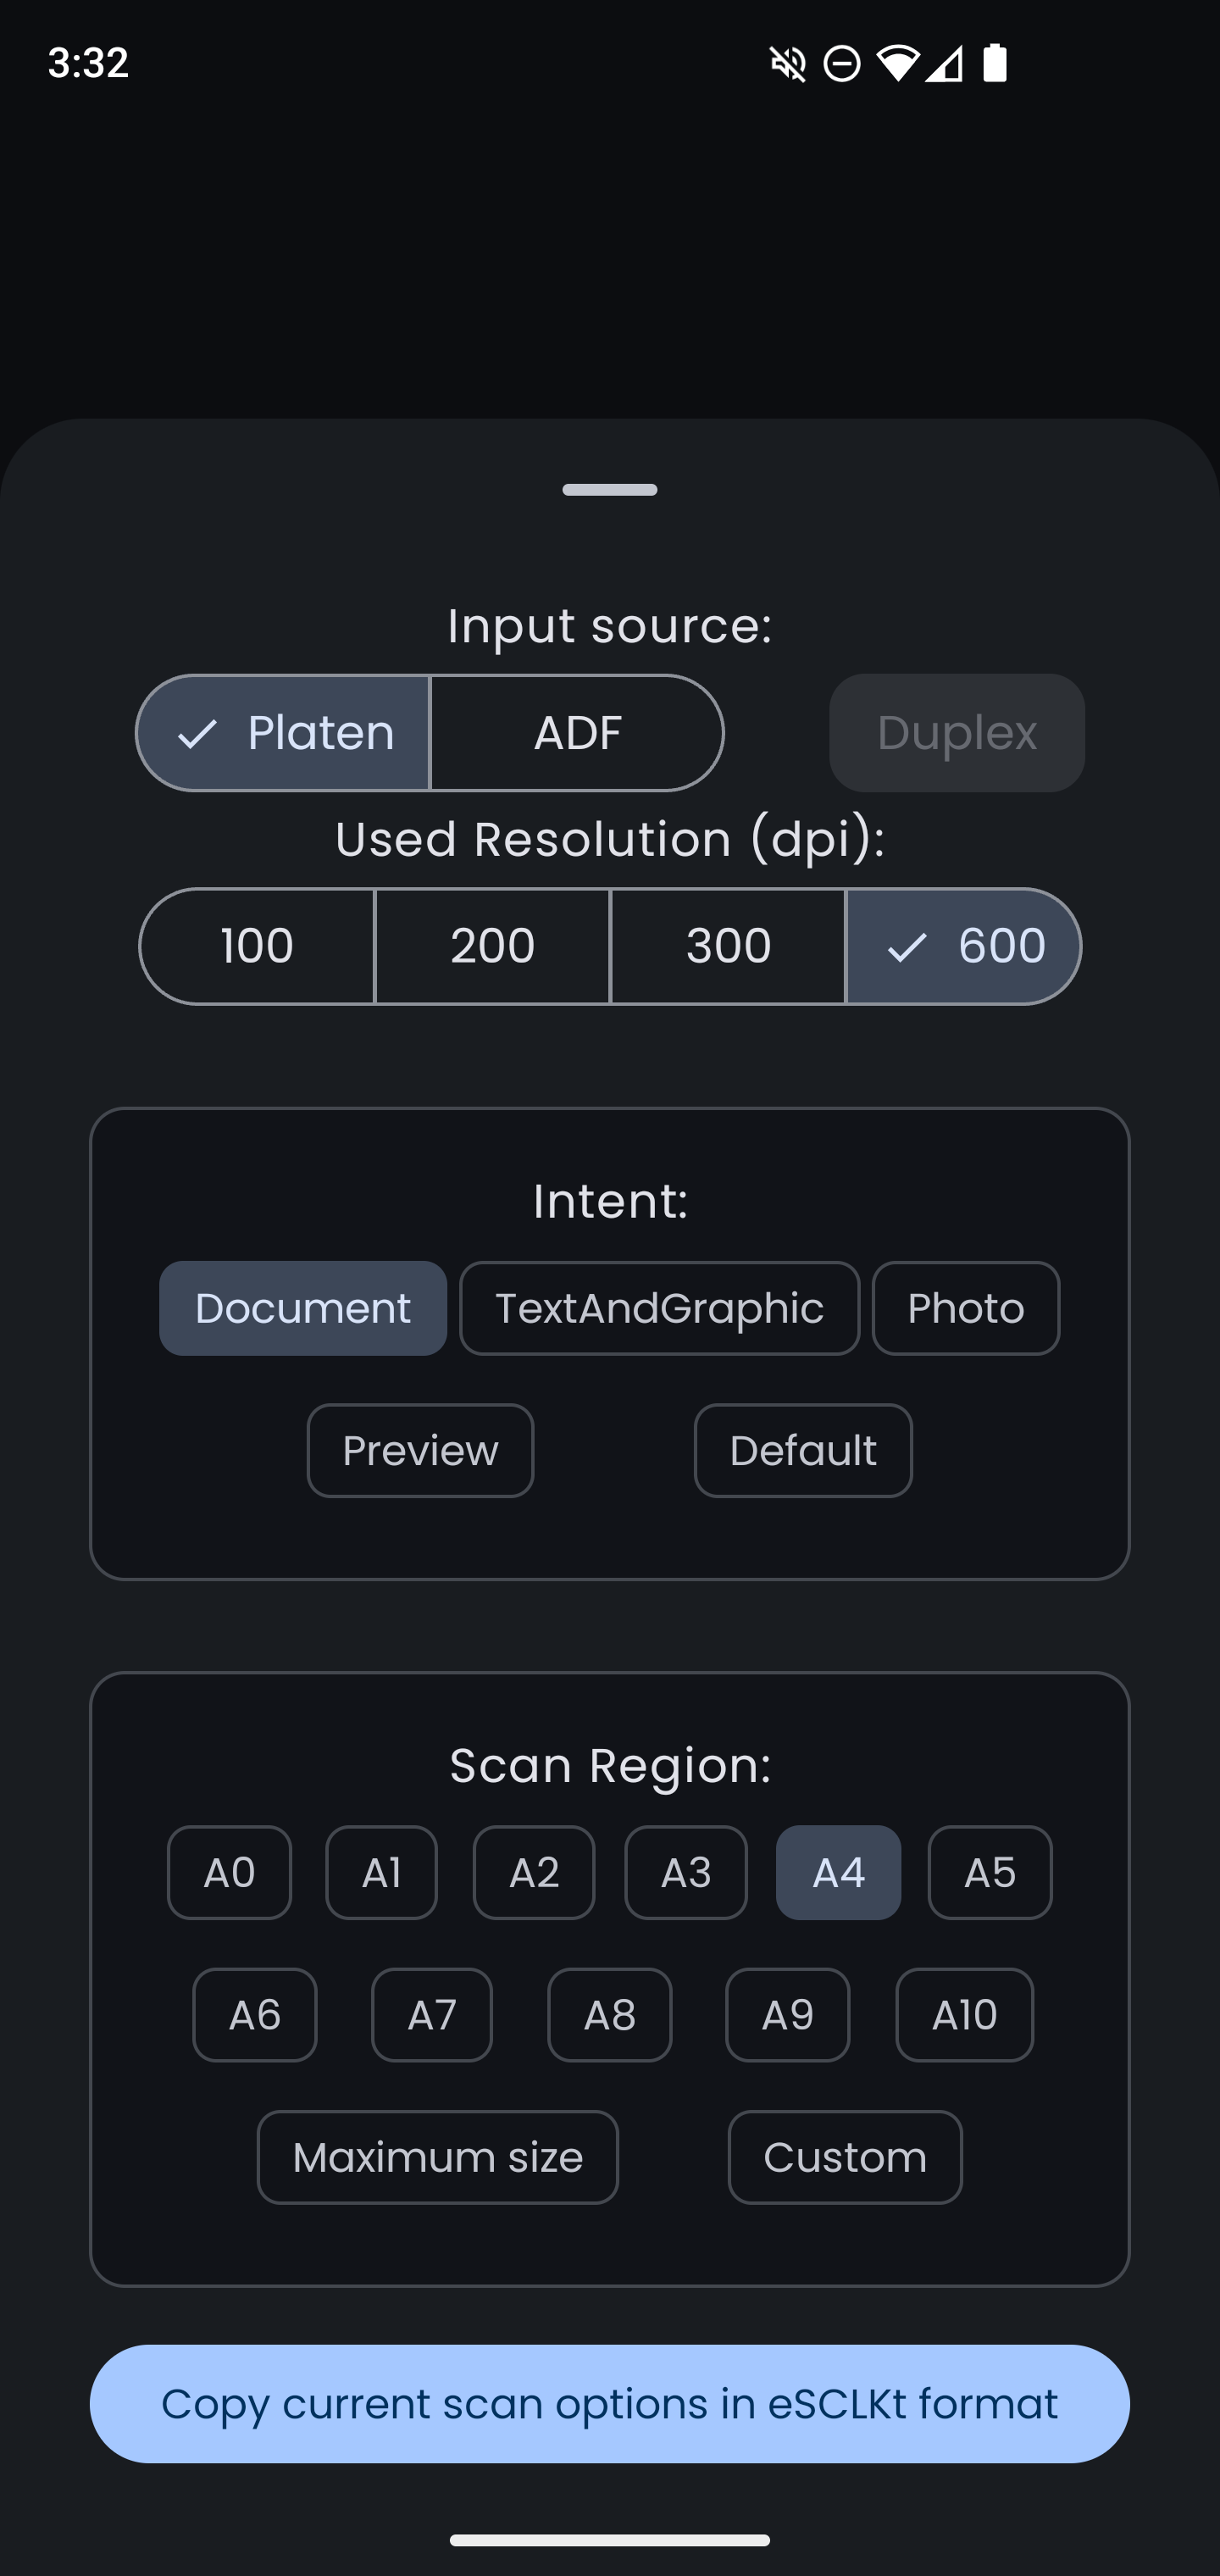 3:32
Input source:
Platen ADF Duplex
Used Resolution (dpi):
100 200 300 600
Intent:
Document TextAndGraphic Photo
Preview Default
Scan Region:
A0 A1 A2 A3 A4 A5
A6 A7 A8 A9 A10
Maximum size Custom
Copy current scan options in eSCLKt format